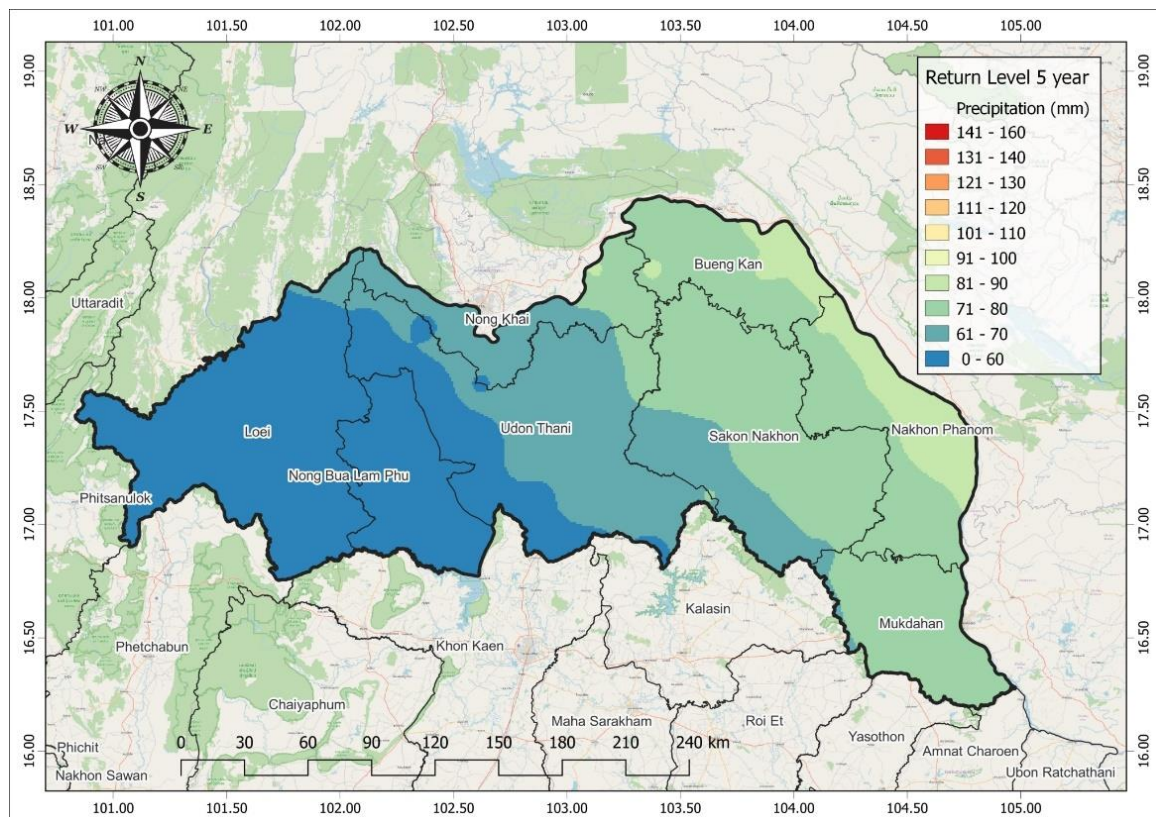 101.00 101.50 102.00 102.50 103.00 103.50 104.00 104.50 105.00
19.00 18.50 18.00 17.50 17.00 16.50 16.00
N
NE
E
SE
S
SW
W
NW
Return Level 5 year
Precipitation (mm)
141 - 160
131 - 140
121 - 130
111 - 120
101 - 110
91 - 100
81 - 90
71 - 80
61 - 70
0 - 60
Bueng Kan
Uttaradit
Nong Khai
Loei
Udon Thani
Sakon Nakhon
Nakhon Phanom
Nong Bua Lam Phu
Phitsanulok
Kalasin
Mukdahan
Phetchabun
Khon Kaen
Chaiyaphum
Maha Sarakham
Roi Et
Yasothon
Amnat Charoen
Phichit
Nakhon Sawan
Ubon Ratchathani
0 30 60 90 120 150 180 210 240 km
19.00 18.50 18.00 17.50 17.00 16.50 16.00
101.00 101.50 102.00 102.50 103.00 103.50 104.00 104.50 105.00